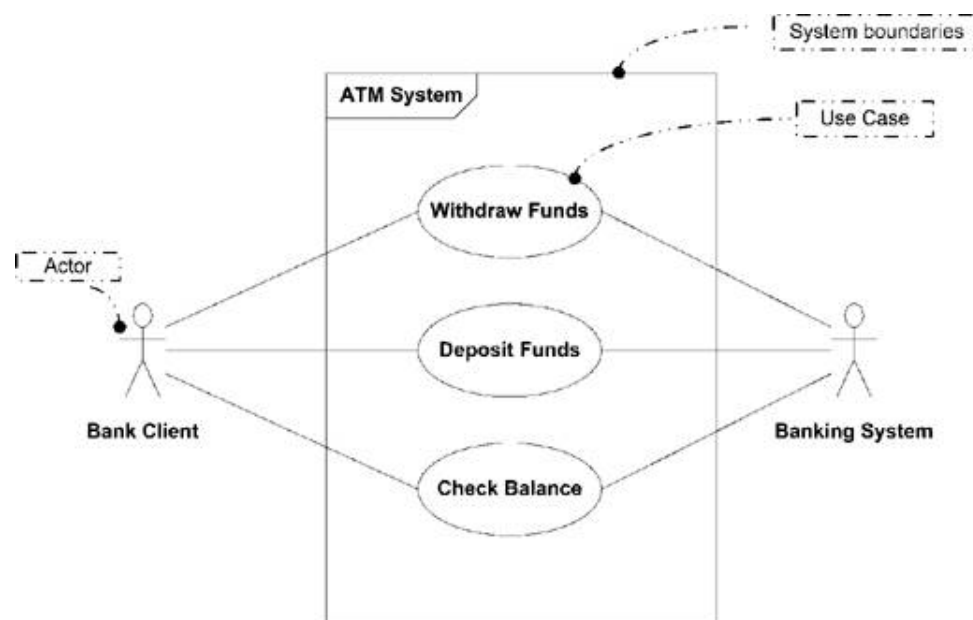 System boundaries
ATM System
Use Case
Withdraw Funds
Actor
Deposit Funds
Bank Client
Banking System
Check Balance